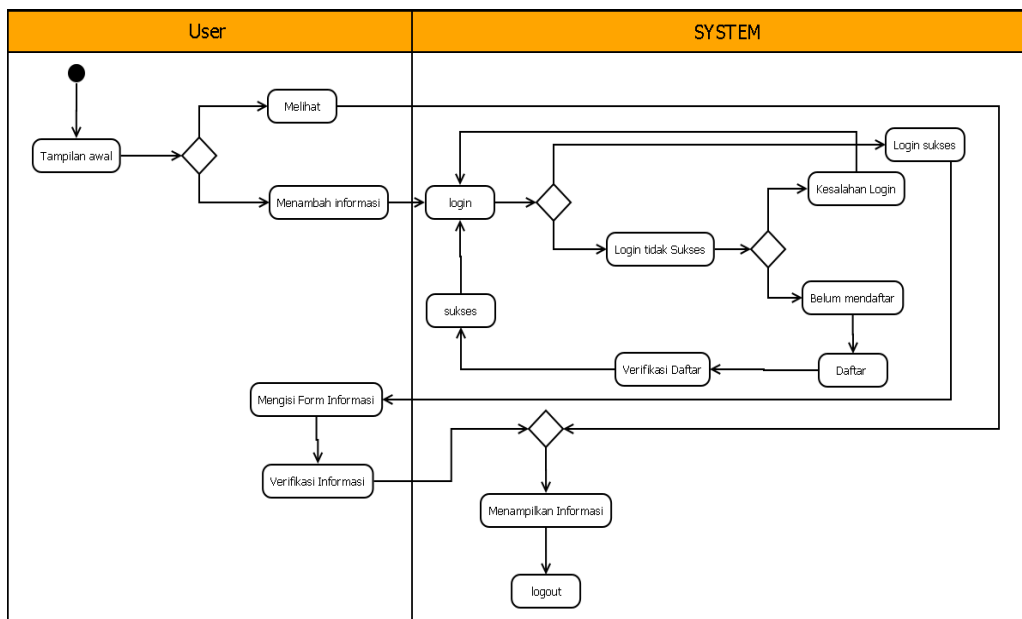 User
SYSTEM
Melihat
Tampilan awal
Login sukses
Kesalahan Login
Menambah informasi
login
Login tidak Sukses
Belum mendaftar
sukses
Verifikasi Daftar
Daftar
Mengisi Form Informasi
Verifikasi Informasi
Menampilkan Informasi
logout